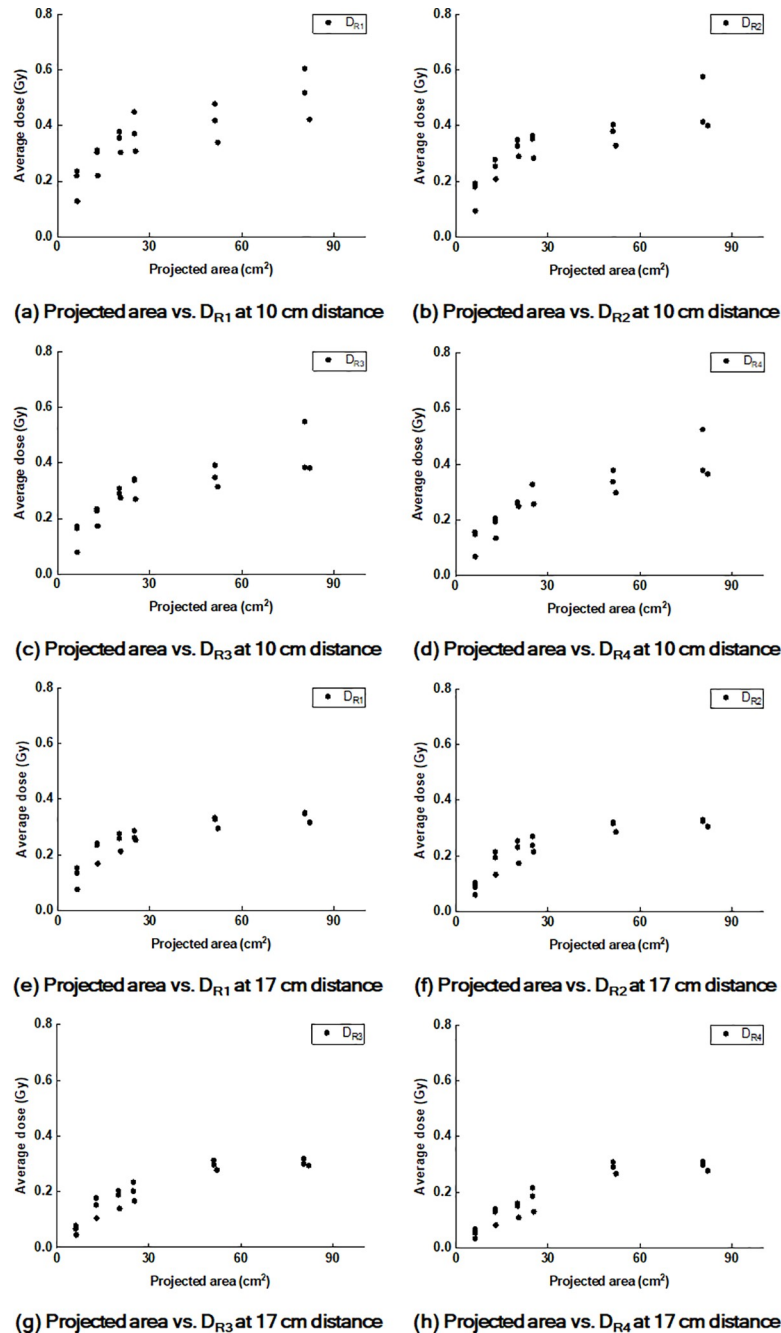 D_R1
Average dose (Gy)
0.8
0.6
0.4
0.2
0.0
0 30 60 90
Projected area (cm²)
(a) Projected area vs. D_R1 at 10 cm distance
D_R2
Average dose (Gy)
0.8
0.6
0.4
0.2
0.0
0 30 60 90
Projected area (cm²)
(b) Projected area vs. D_R2 at 10 cm distance
D_R3
Average dose (Gy)
0.8
0.6
0.4
0.2
0.0
0 30 60 90
Projected area (cm²)
(c) Projected area vs. D_R3 at 10 cm distance
D_R4
Average dose (Gy)
0.8
0.6
0.4
0.2
0.0
0 30 60 90
Projected area (cm²)
(d) Projected area vs. D_R4 at 10 cm distance
D_R1
Average dose (Gy)
0.8
0.6
0.4
0.2
0.0
0 30 60 90
Projected area (cm²)
(e) Projected area vs. D_R1 at 17 cm distance
D_R2
Average dose (Gy)
0.8
0.6
0.4
0.2
0.0
0 30 60 90
Projected area (cm²)
(f) Projected area vs. D_R2 at 17 cm distance
D_R3
Average dose (Gy)
0.8
0.6
0.4
0.2
0.0
0 30 60 90
Projected area (cm²)
(g) Projected area vs. D_R3 at 17 cm distance
D_R4
Average dose (Gy)
0.8
0.6
0.4
0.2
0.0
0 30 60 90
Projected area (cm²)
(h) Projected area vs. D_R4 at 17 cm distance